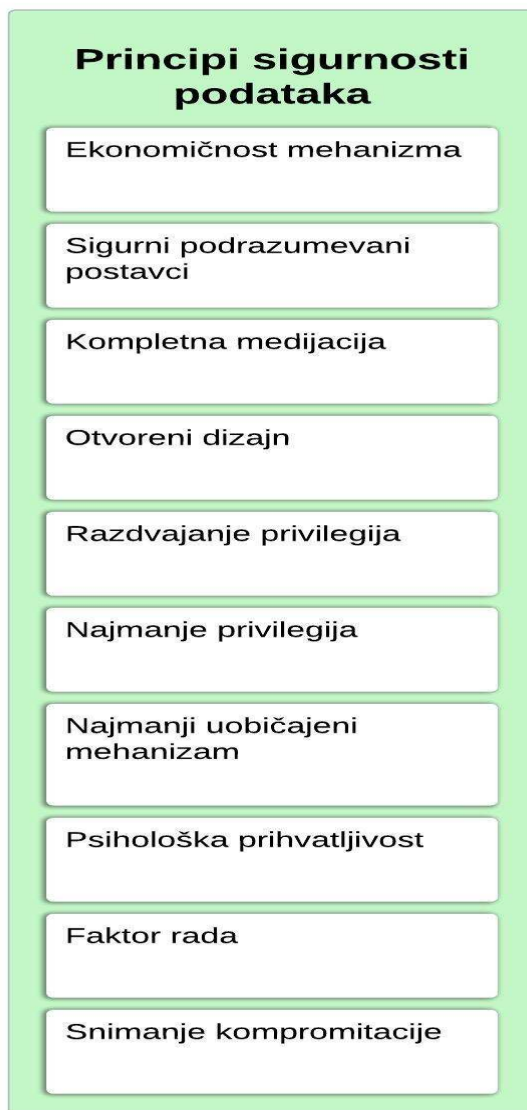 Principi sigurnosti
podataka
Ekonomičnost mehanizma
Sigurni podrazumevani
postavci
Kompletna medijacija
Otvoreni dizajn
Razdvajanje privilegija
Najmanje privilegija
Najmanji uobičajeni
mehanizam
Psihološka prihvatljivost
Faktor rada
Snimanje kompromitacije